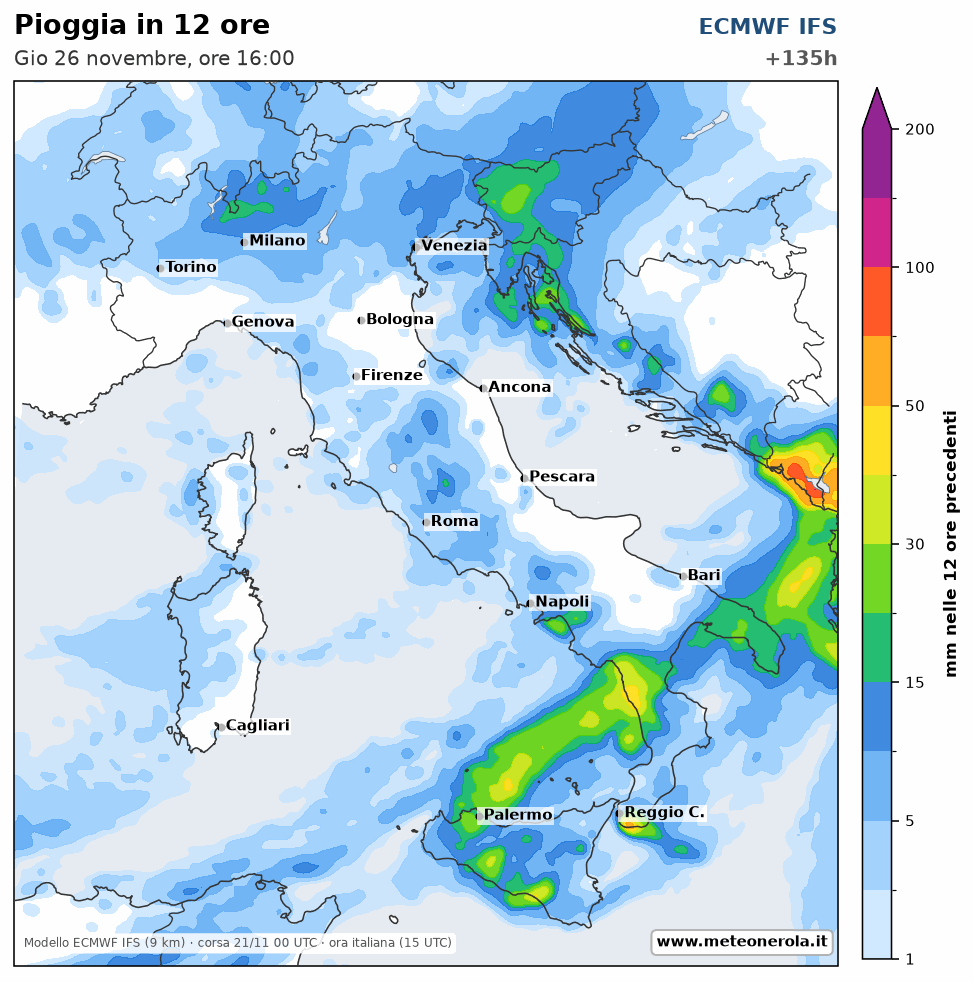 Pioggia in 12 ore
ECMWF IFS
Gio 26 novembre, ore 16:00
+135h
200
100
50
30
15
5
1
mm nelle 12 ore precedenti
Milano
Venezia
Torino
Genova
Bologna
Firenze
Ancona
Pescara
Roma
Bari
Napoli
Cagliari
Palermo
Reggio C.
Modello ECMWF IFS (9 km) · corsa 21/11 00 UTC · ora italiana (15 UTC)
www.meteonerola.it